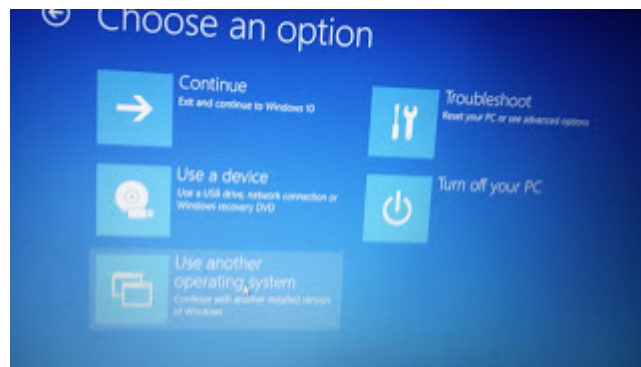 Choose an option
Continue
Exit and continue to Windows 10
Troubleshoot
Reset your PC or see advanced options
Use a device
Use a USB drive, network connection or
Windows recovery DVD
Turn off your PC
Use another
operating system
Continue with another installed version
of Windows